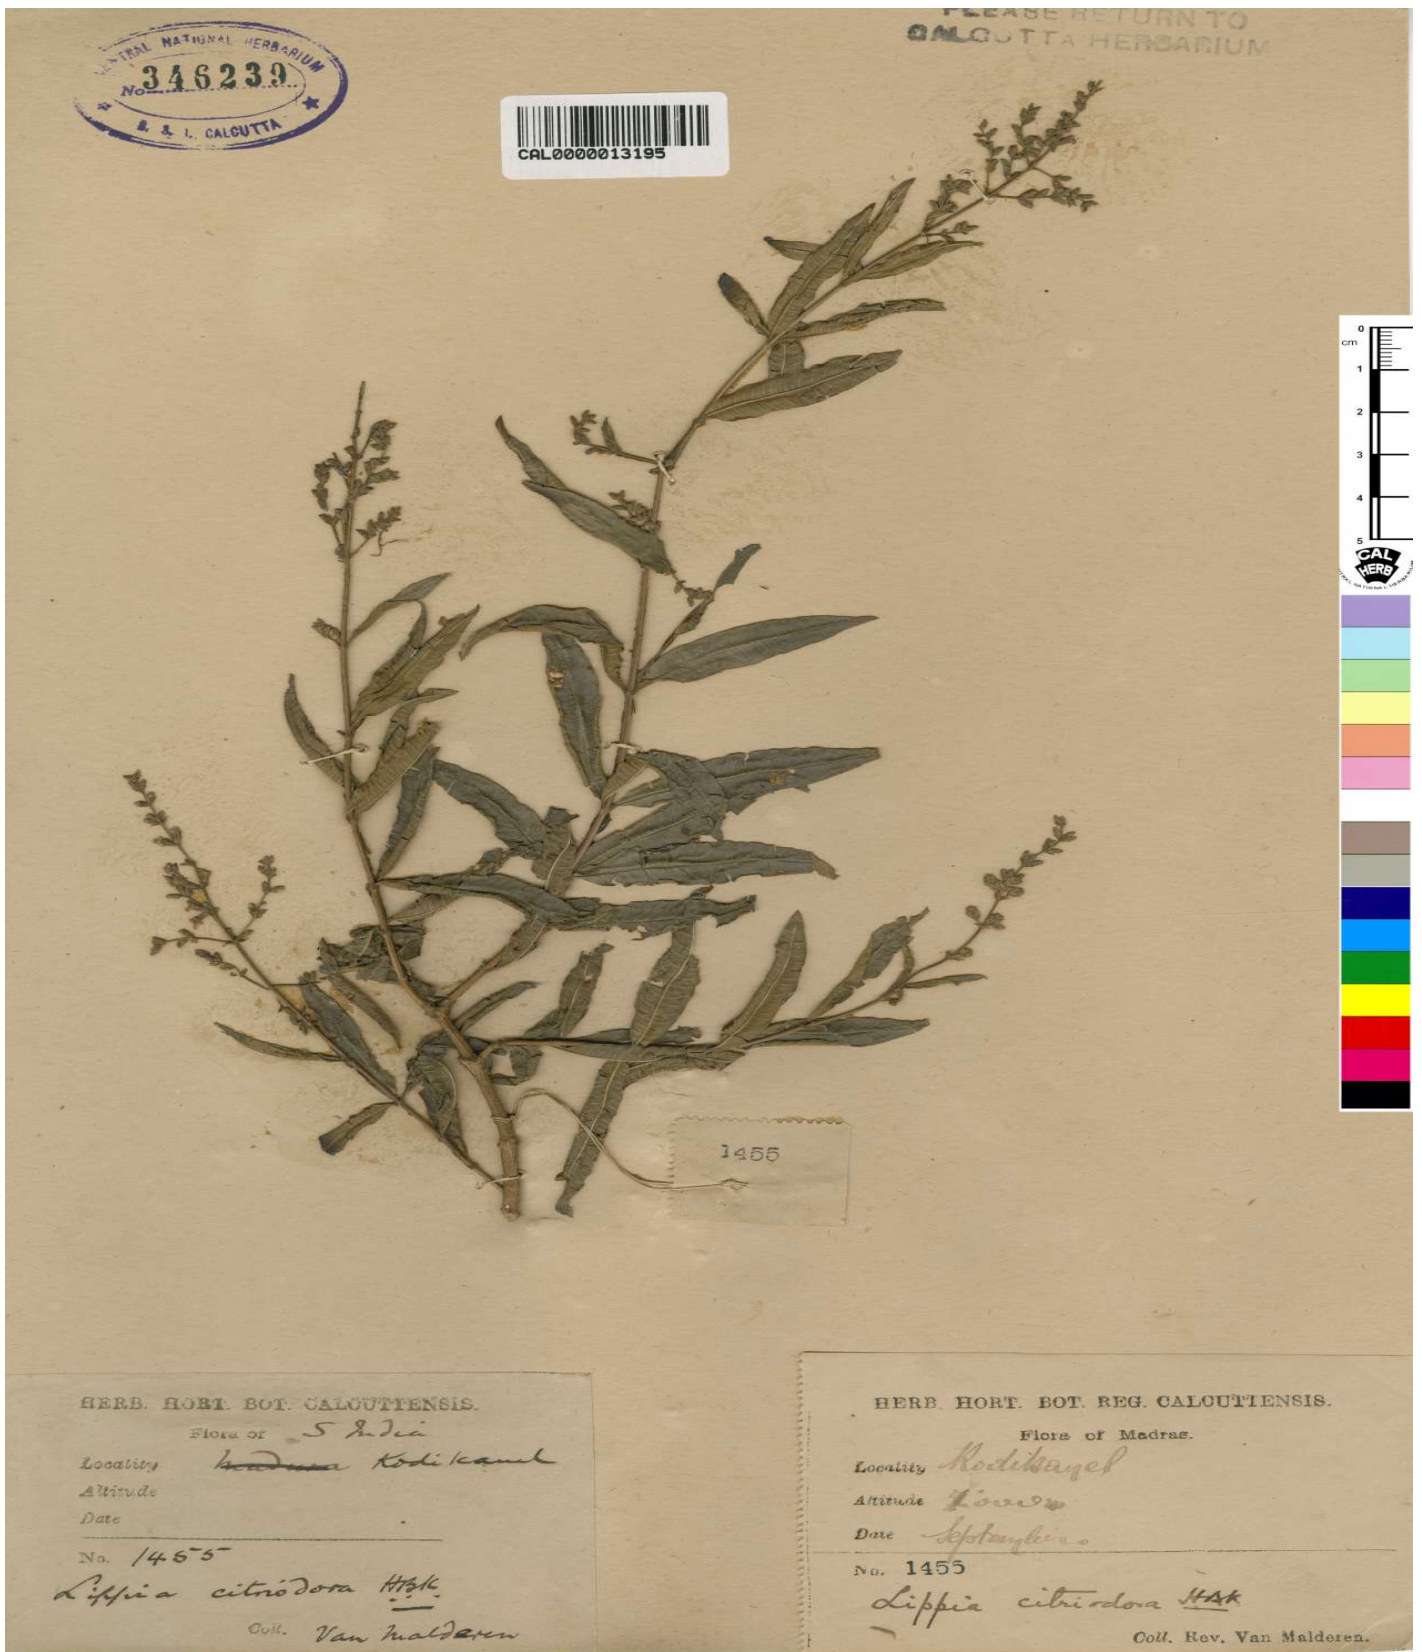 CENTRAL NATIONAL HERBARIUM
No 346239
B. S. I. CALCUTTA
PLEASE RETURN TO
CALCUTTA HERBARIUM
CAL0000013195
0
cm
1
2
3
4
5
CAL
HERB
1455
HERB. HORT. BOT. CALCUTTENSIS.
Flora of S India
Locality Madura Kodikanel
Altitude
Date
No. 1455
Lippia citriodora HBK
Coll. Van Malderen
HERB. HORT. BOT. REG. CALCUTTENSIS.
Flora of Madras.
Locality Kodikanel
Altitude
Date
No. 1455
Lippia citriodora HBK
Coll. Rev. Van Malderen.